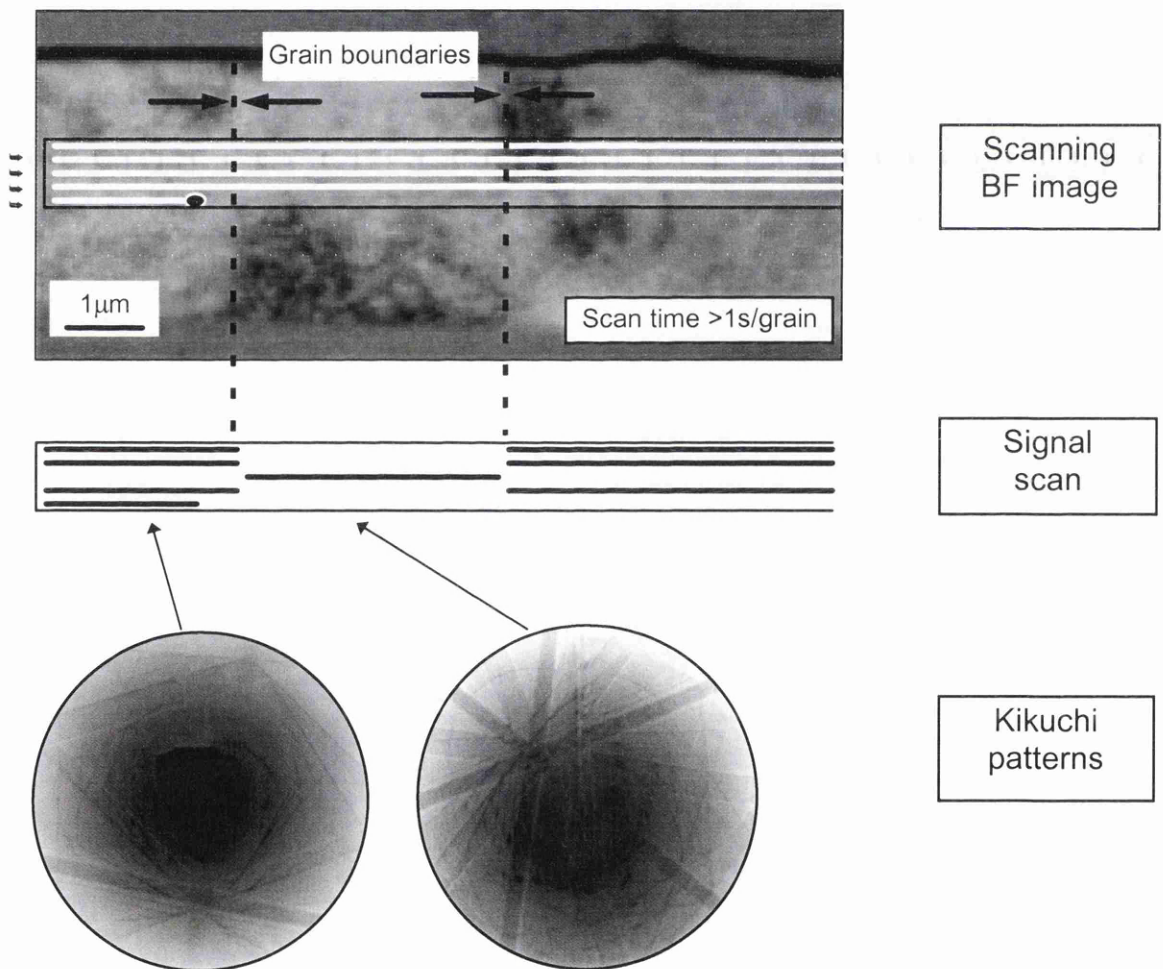 Grain boundaries
Scanning
BF image
1μm
Scan time >1s/grain
Signal
scan
Kikuchi
patterns